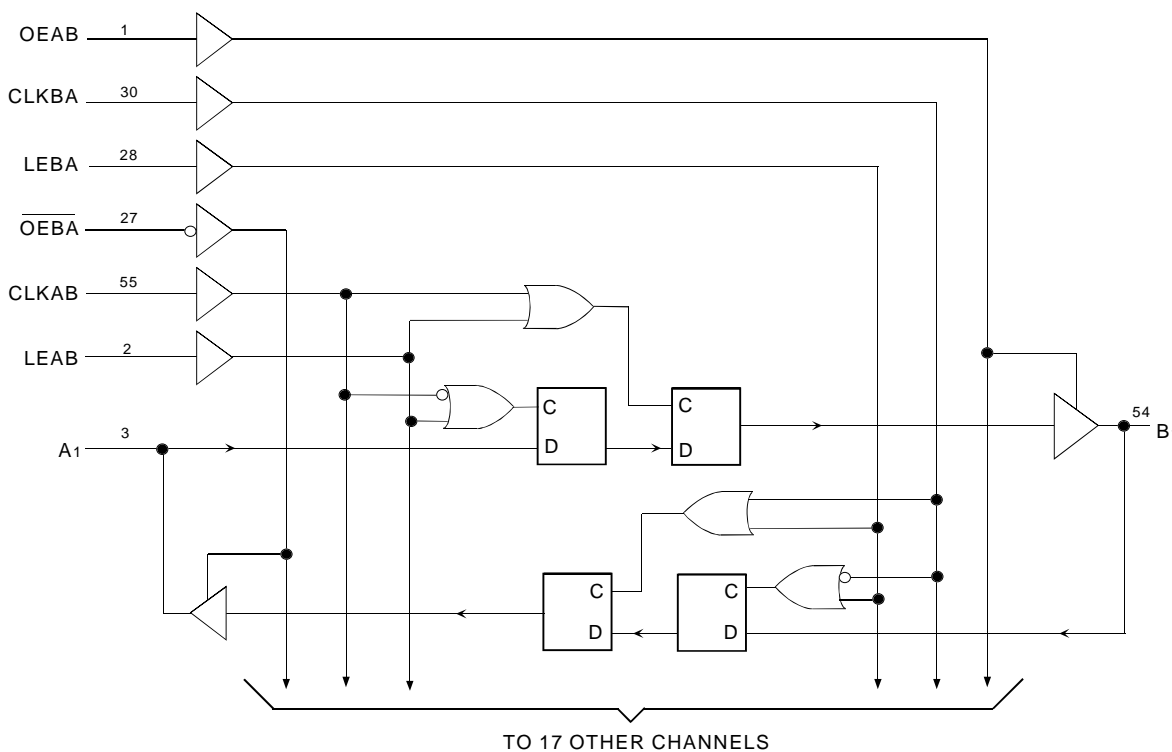 OEAB 1
CLKBA 30
LEBA 28
OEBA 27
CLKAB 55
LEAB 2
A1 3
C
D
C
D
54
B
C
D
C
D
TO 17 OTHER CHANNELS